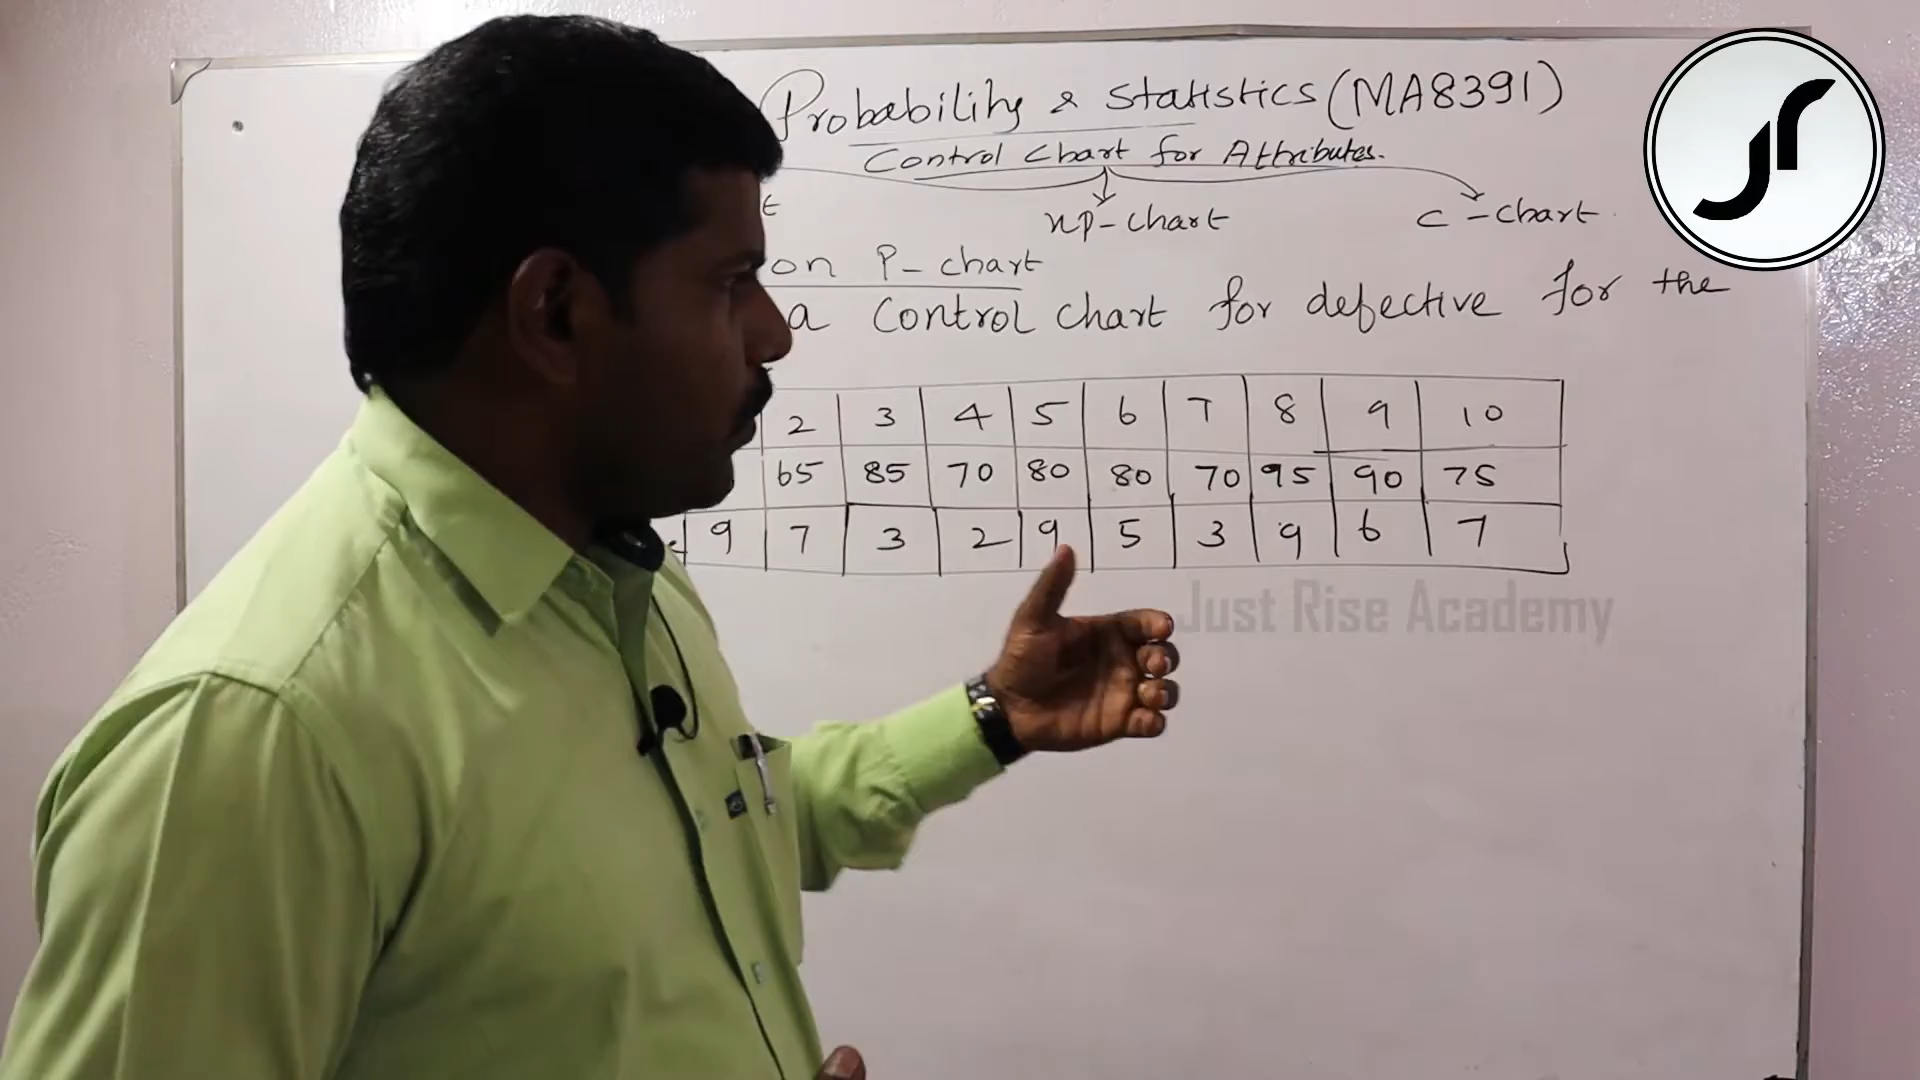 Probability & Statistics (MA8391)
Control Chart for Attributes.
t np-chart c-chart
on P-chart
a Control chart for defective for the
2 3 4 5 6 7 8 9 10
65 85 70 80 80 70 95 90 75
9 7 3 2 9 5 3 9 6 7
Just Rise Academy